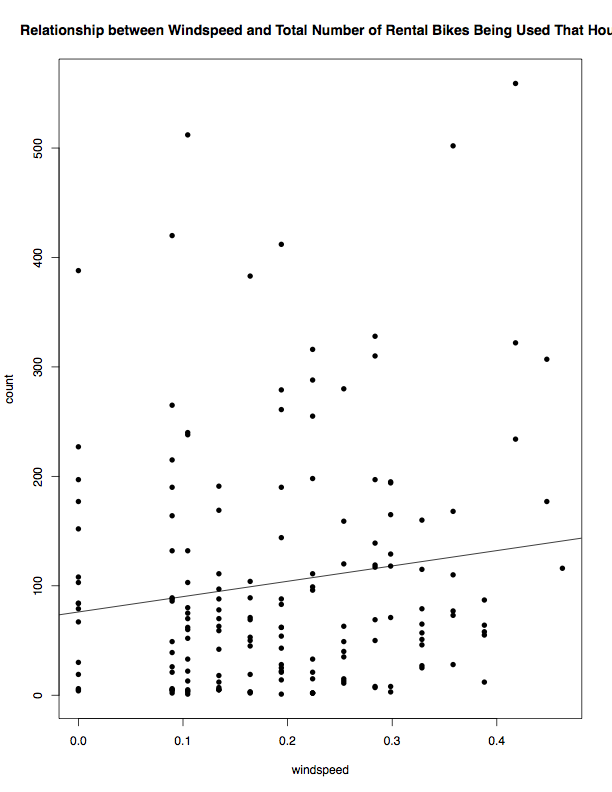 Relationship between Windspeed and Total Number of Rental Bikes Being Used That Hou
500
400
300
200
100
0
count
0.0 0.1 0.2 0.3 0.4
windspeed